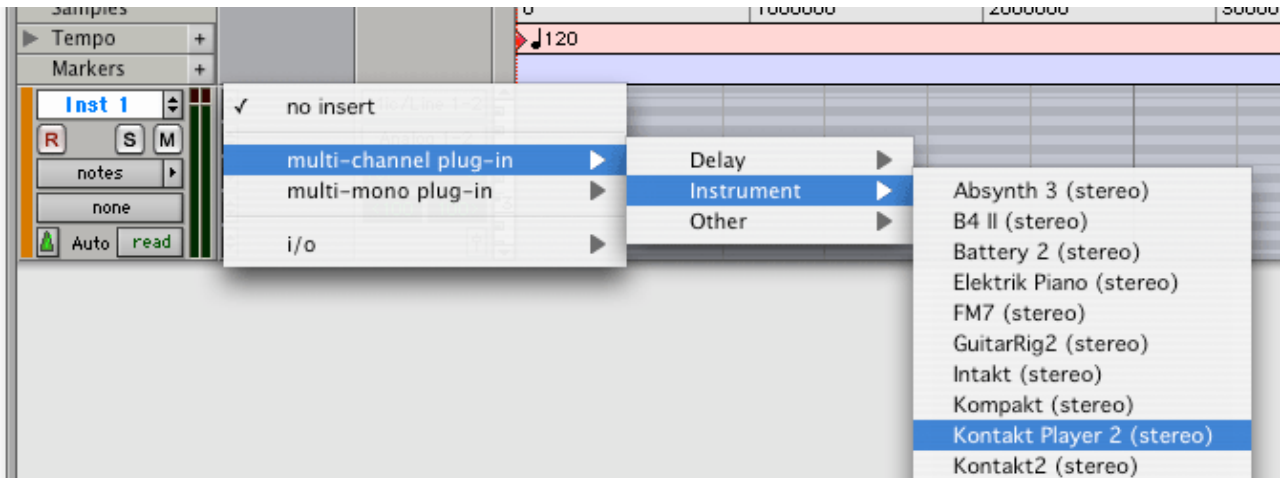 Samples
0 1000000 2000000
Tempo + 120
Markers +
Inst 1
R S M
notes
none
Auto read
✓ no insert
multi-channel plug-in
multi-mono plug-in
i/o
Delay
Instrument
Other
Absynth 3 (stereo)
B4 II (stereo)
Battery 2 (stereo)
Elektrik Piano (stereo)
FM7 (stereo)
GuitarRig2 (stereo)
Intakt (stereo)
Kompakt (stereo)
Kontakt Player 2 (stereo)
Kontakt2 (stereo)